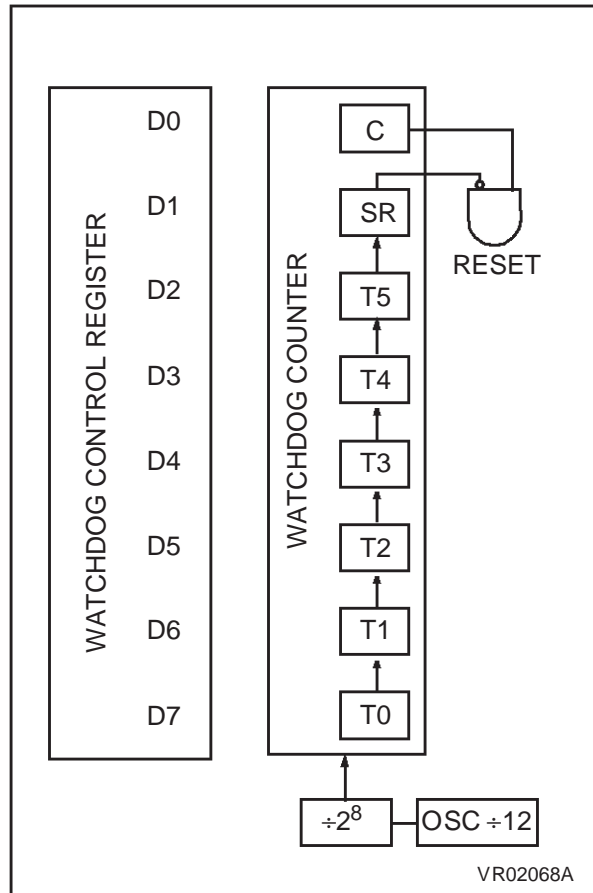 WATCHDOG CONTROL REGISTER
D0
D1
D2
D3
D4
D5
D6
D7
WATCHDOG COUNTER
C
SR
T5
T4
T3
T2
T1
T0
RESET
÷2⁸
OSC ÷12
VR02068A